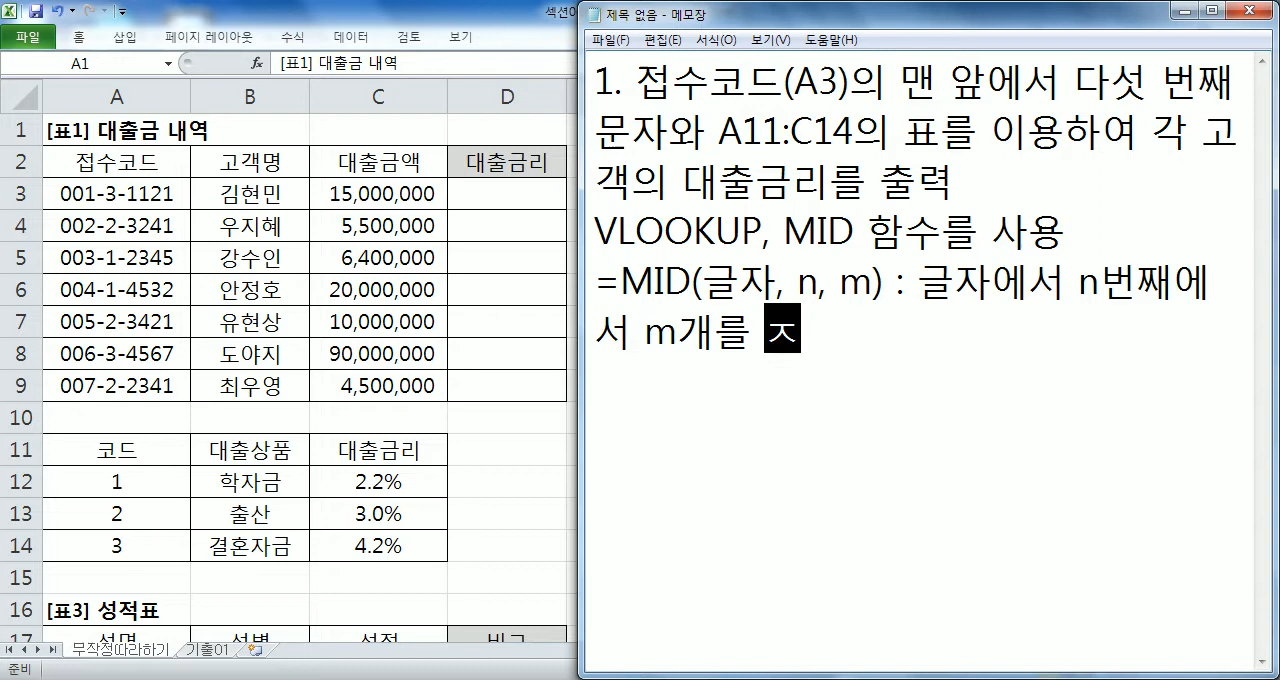 섹션0
파일 홈 삽입 페이지 레이아웃 수식 데이터 검토 보기
A1 fx [표1] 대출금 내역
A B C D
1 [표1] 대출금 내역
2 접수코드 고객명 대출금액 대출금리
3 001-3-1121 김현민 15,000,000
4 002-2-3241 우지혜 5,500,000
5 003-1-2345 강수인 6,400,000
6 004-1-4532 안정호 20,000,000
7 005-2-3421 유현상 10,000,000
8 006-3-4567 도야지 90,000,000
9 007-2-2341 최우영 4,500,000
10
11 코드 대출상품 대출금리
12 1 학자금 2.2%
13 2 출산 3.0%
14 3 결혼자금 4.2%
15
16 [표3] 성적표
17 성명 성별 성적 비고
무작정따라하기 기출01
준비
제목 없음 - 메모장
파일(F) 편집(E) 서식(O) 보기(V) 도움말(H)
1. 접수코드(A3)의 맨 앞에서 다섯 번째
문자와 A11:C14의 표를 이용하여 각 고
객의 대출금리를 출력
VLOOKUP, MID 함수를 사용
=MID(글자, n, m) : 글자에서 n번째에
서 m개를 ㅈ